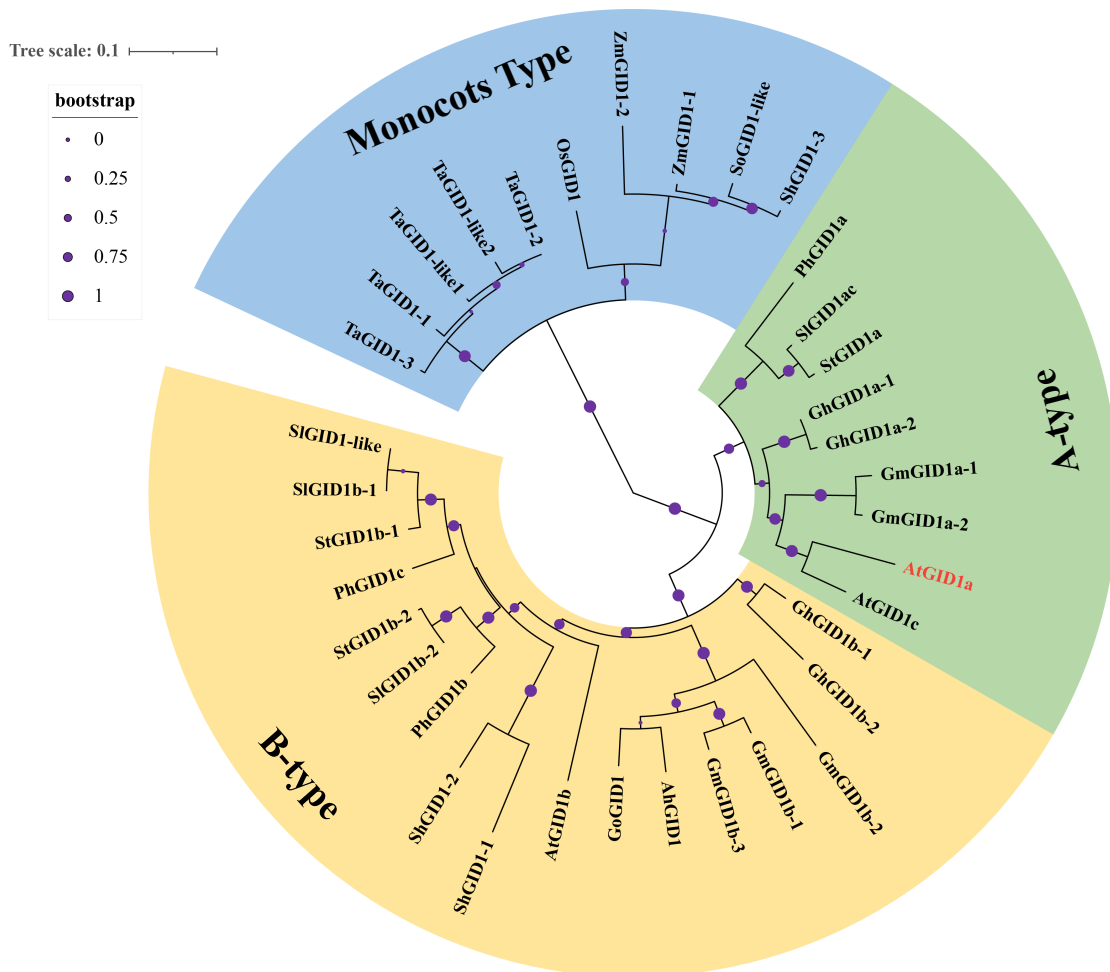 Tree scale: 0.1
bootstrap
0
0.25
0.5
0.75
1
Monocots Type
A-type
B-type
TaGID1-3
TaGID1-1
TaGID1-like1
TaGID1-like2
TaGID1-2
OsGID1
ZmGID1-2
ZmGID1-1
SoGID1-like
ShGID1-3
PhGID1a
SlGID1ac
StGID1a
GhGID1a-1
GhGID1a-2
GmGID1a-1
GmGID1a-2
AtGID1a
AtGID1c
GhGID1b-1
GhGID1b-2
GmGID1b-2
GmGID1b-1
GmGID1b-3
AhGID1
GoGID1
AtGID1b
ShGID1-1
ShGID1-2
PhGID1b
SlGID1b-2
StGID1b-2
PhGID1c
StGID1b-1
SlGID1b-1
SlGID1-like